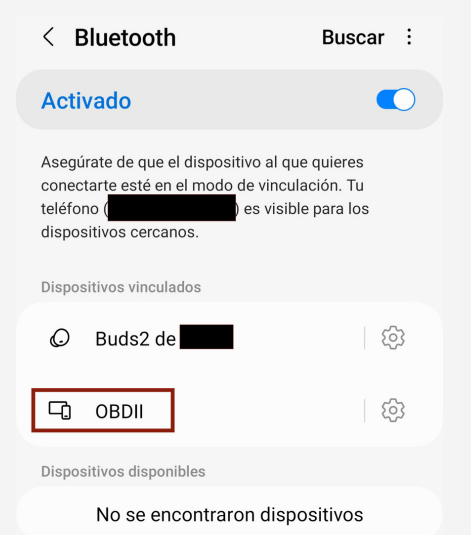 Bluetooth Buscar
Activado
Asegúrate de que el dispositivo al que quieres
conectarte esté en el modo de vinculación. Tu
teléfono ( ) es visible para los
dispositivos cercanos.
Dispositivos vinculados
Buds2 de
OBDII
Dispositivos disponibles
No se encontraron dispositivos